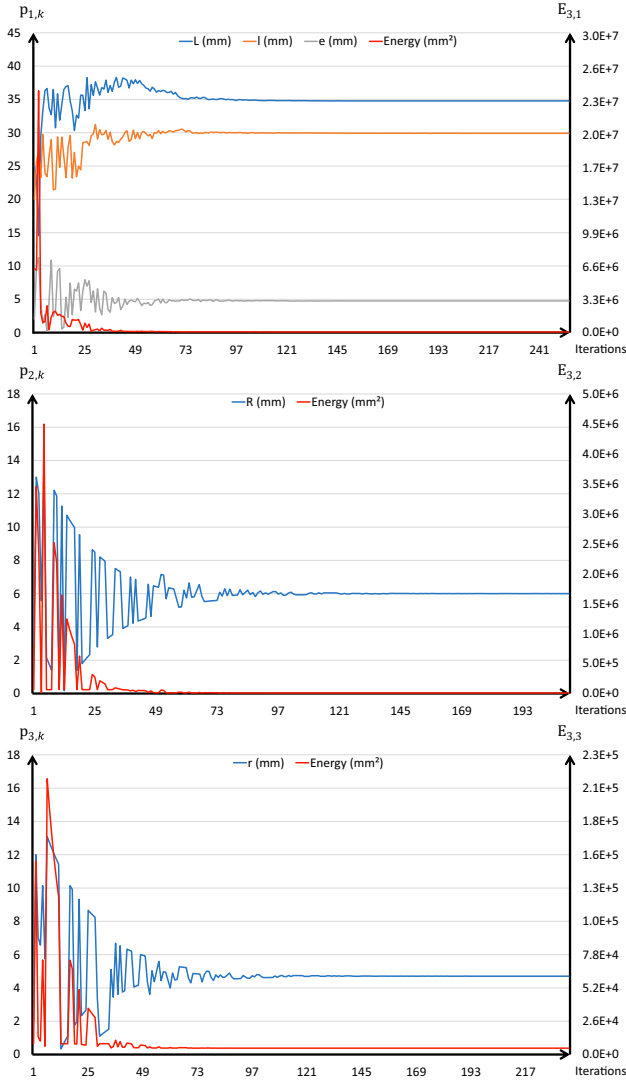 p1,k E3,1
L (mm) l (mm) e (mm) Energy (mm²)
45 3.0E+7
40 2.7E+7
35 2.3E+7
30 2.0E+7
25 1.7E+7
20 1.3E+7
15 9.9E+6
10 6.6E+6
5 3.3E+6
0 0.0E+0
1 25 49 73 97 121 145 169 193 217 241 Iterations
p2,k E3,2
R (mm) Energy (mm²)
18 5.0E+6
16 4.5E+6
14 4.0E+6
3.5E+6
12 3.0E+6
10 2.5E+6
8 2.0E+6
6 1.5E+6
4 1.0E+6
2 5.0E+5
0 0.0E+0
1 25 49 73 97 121 145 169 193 Iterations
p3,k E3,3
r (mm) Energy (mm²)
18 2.3E+5
16 2.1E+5
14 1.8E+5
12 1.6E+5
10 1.3E+5
8 1.0E+5
6 7.8E+4
4 5.2E+4
2 2.6E+4
0 0.0E+0
1 25 49 73 97 121 145 169 193 217 Iterations